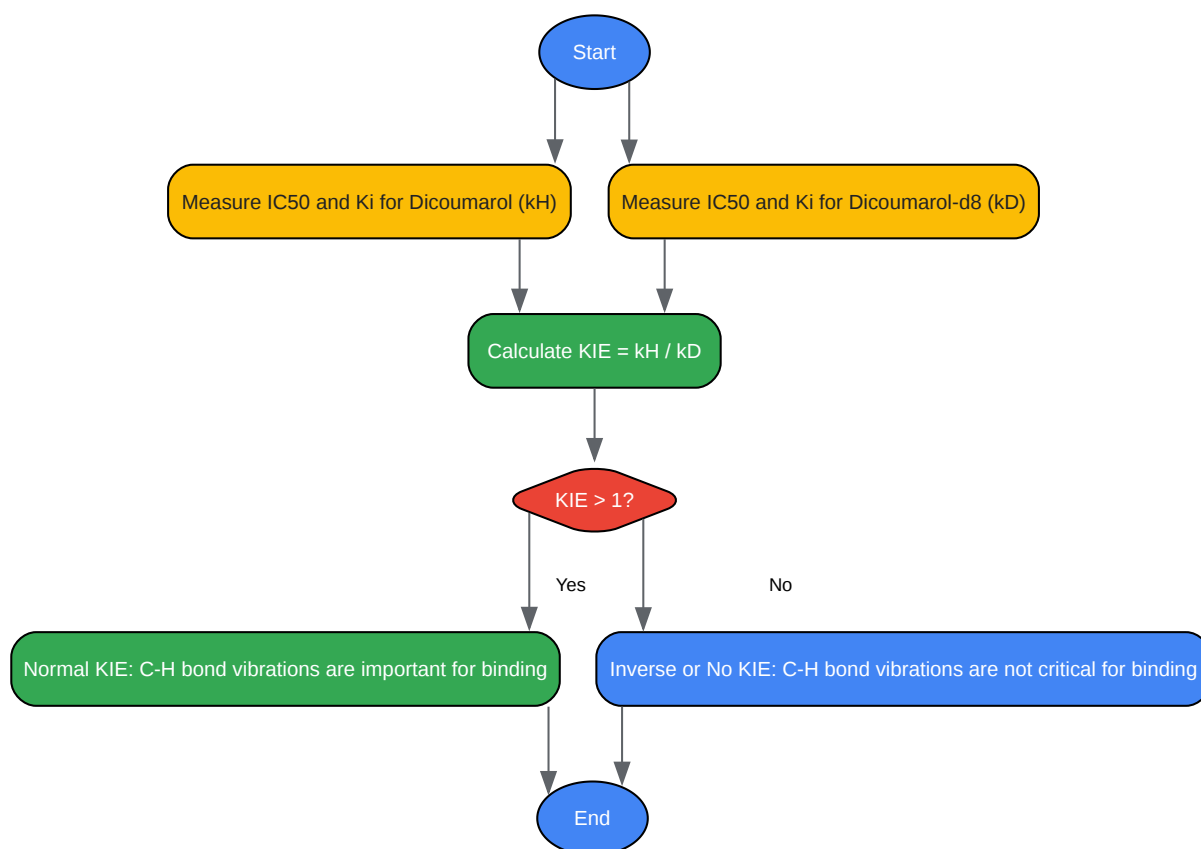 Start
Measure IC50 and Ki for Dicoumarol (kH)
Measure IC50 and Ki for Dicoumarol-d8 (kD)
Calculate KIE = kH / kD
KIE > 1?
Yes
No
Normal KIE: C-H bond vibrations are important for binding
Inverse or No KIE: C-H bond vibrations are not critical for binding
End